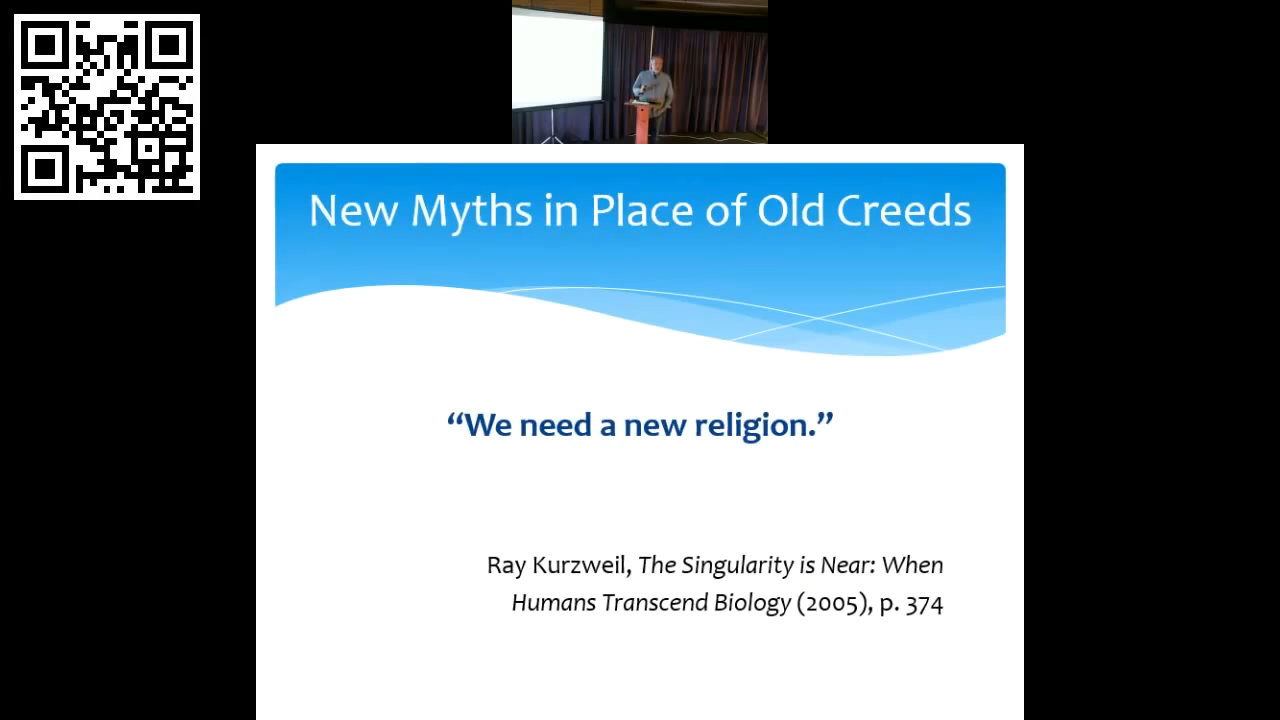 New Myths in Place of Old Creeds
“We need a new religion.”
Ray Kurzweil, The Singularity is Near: When
Humans Transcend Biology (2005), p. 374